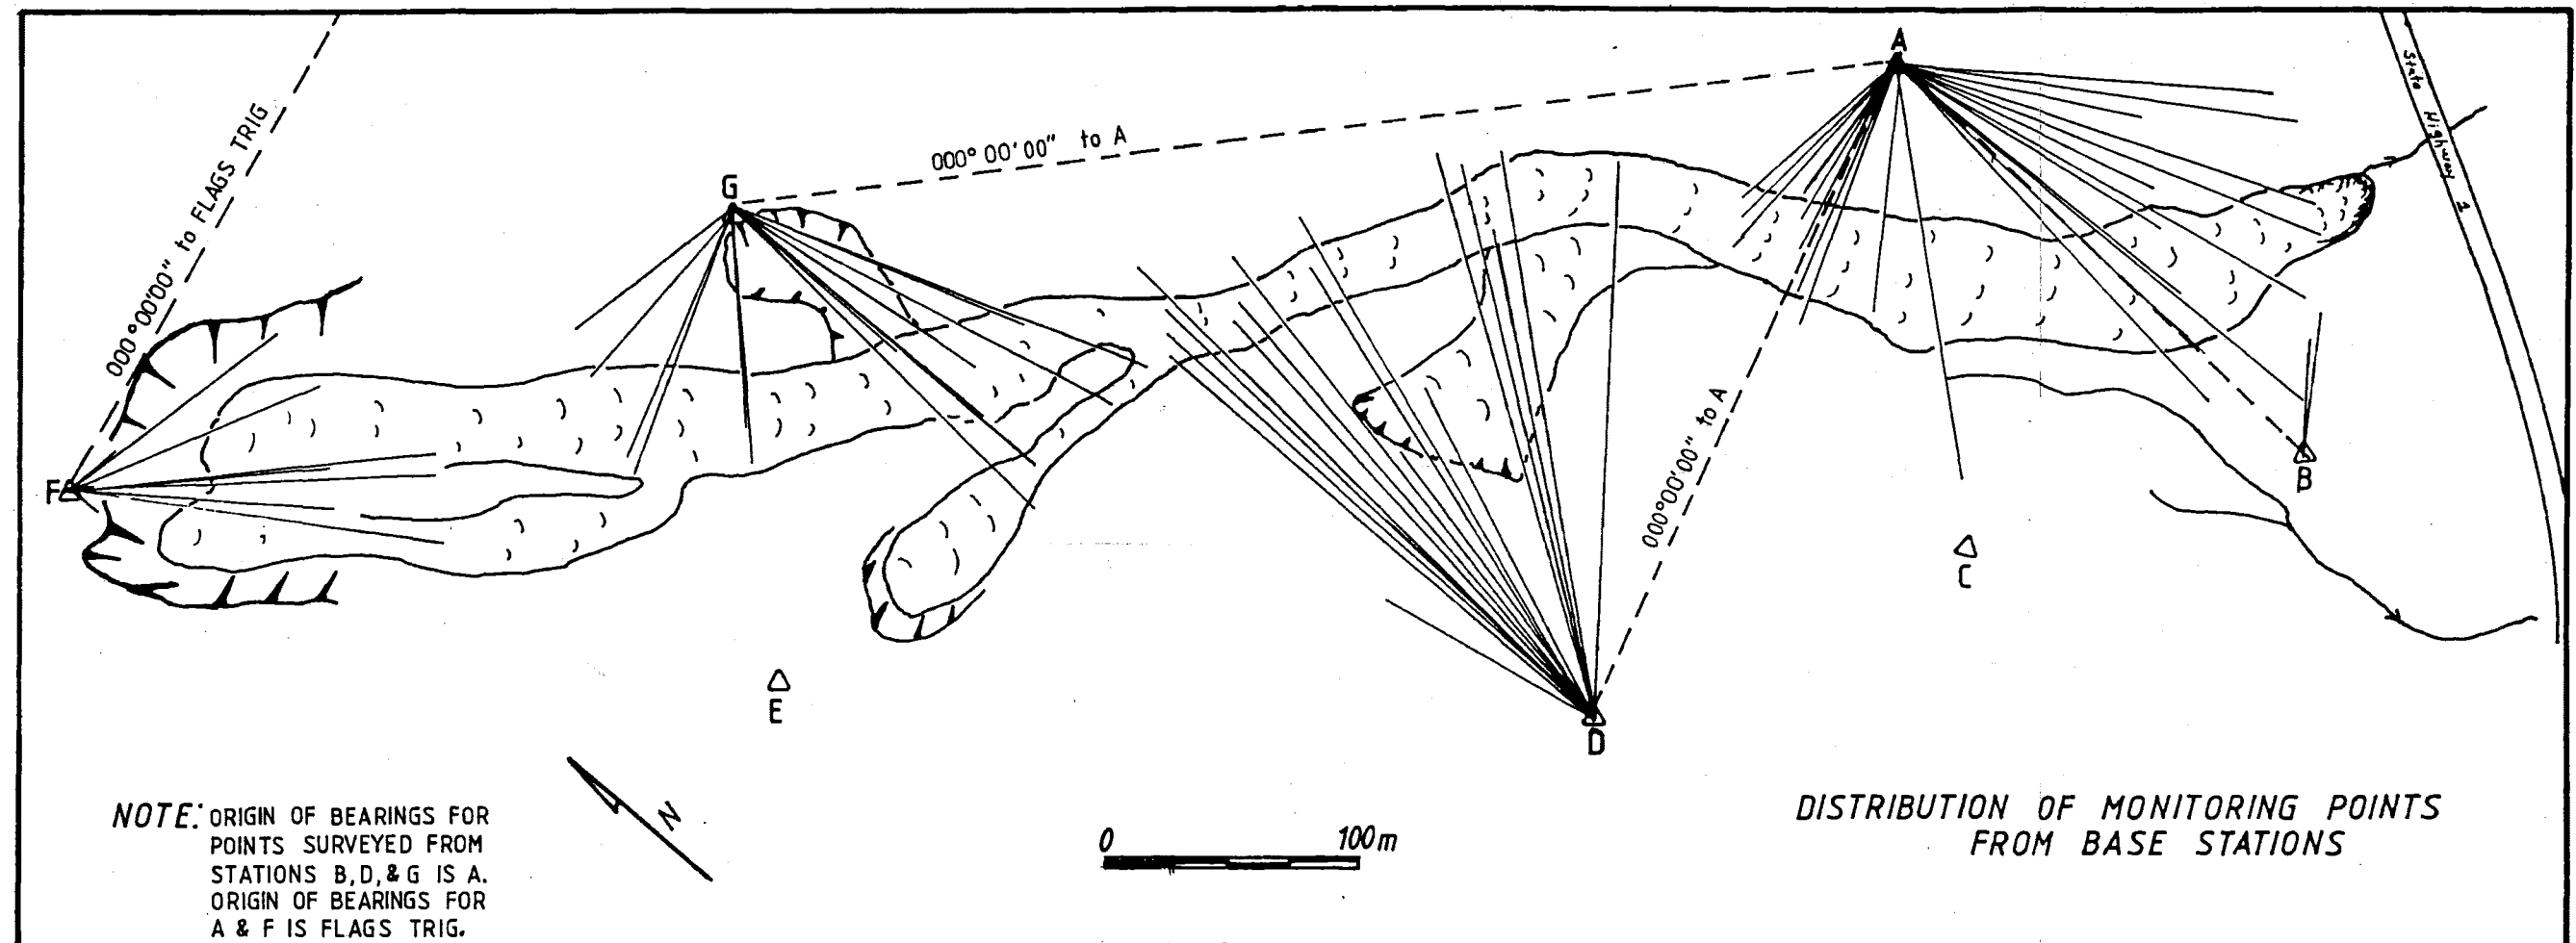 A
State Highway 1
000°00'00" to FLAGS TRIG
000°00'00" to A
G
F
000°00'00" to A
B
C
E
D
N
NOTE: ORIGIN OF BEARINGS FOR
POINTS SURVEYED FROM
STATIONS B,D,& G IS A.
ORIGIN OF BEARINGS FOR
A & F IS FLAGS TRIG.
0 100m
DISTRIBUTION OF MONITORING POINTS
FROM BASE STATIONS